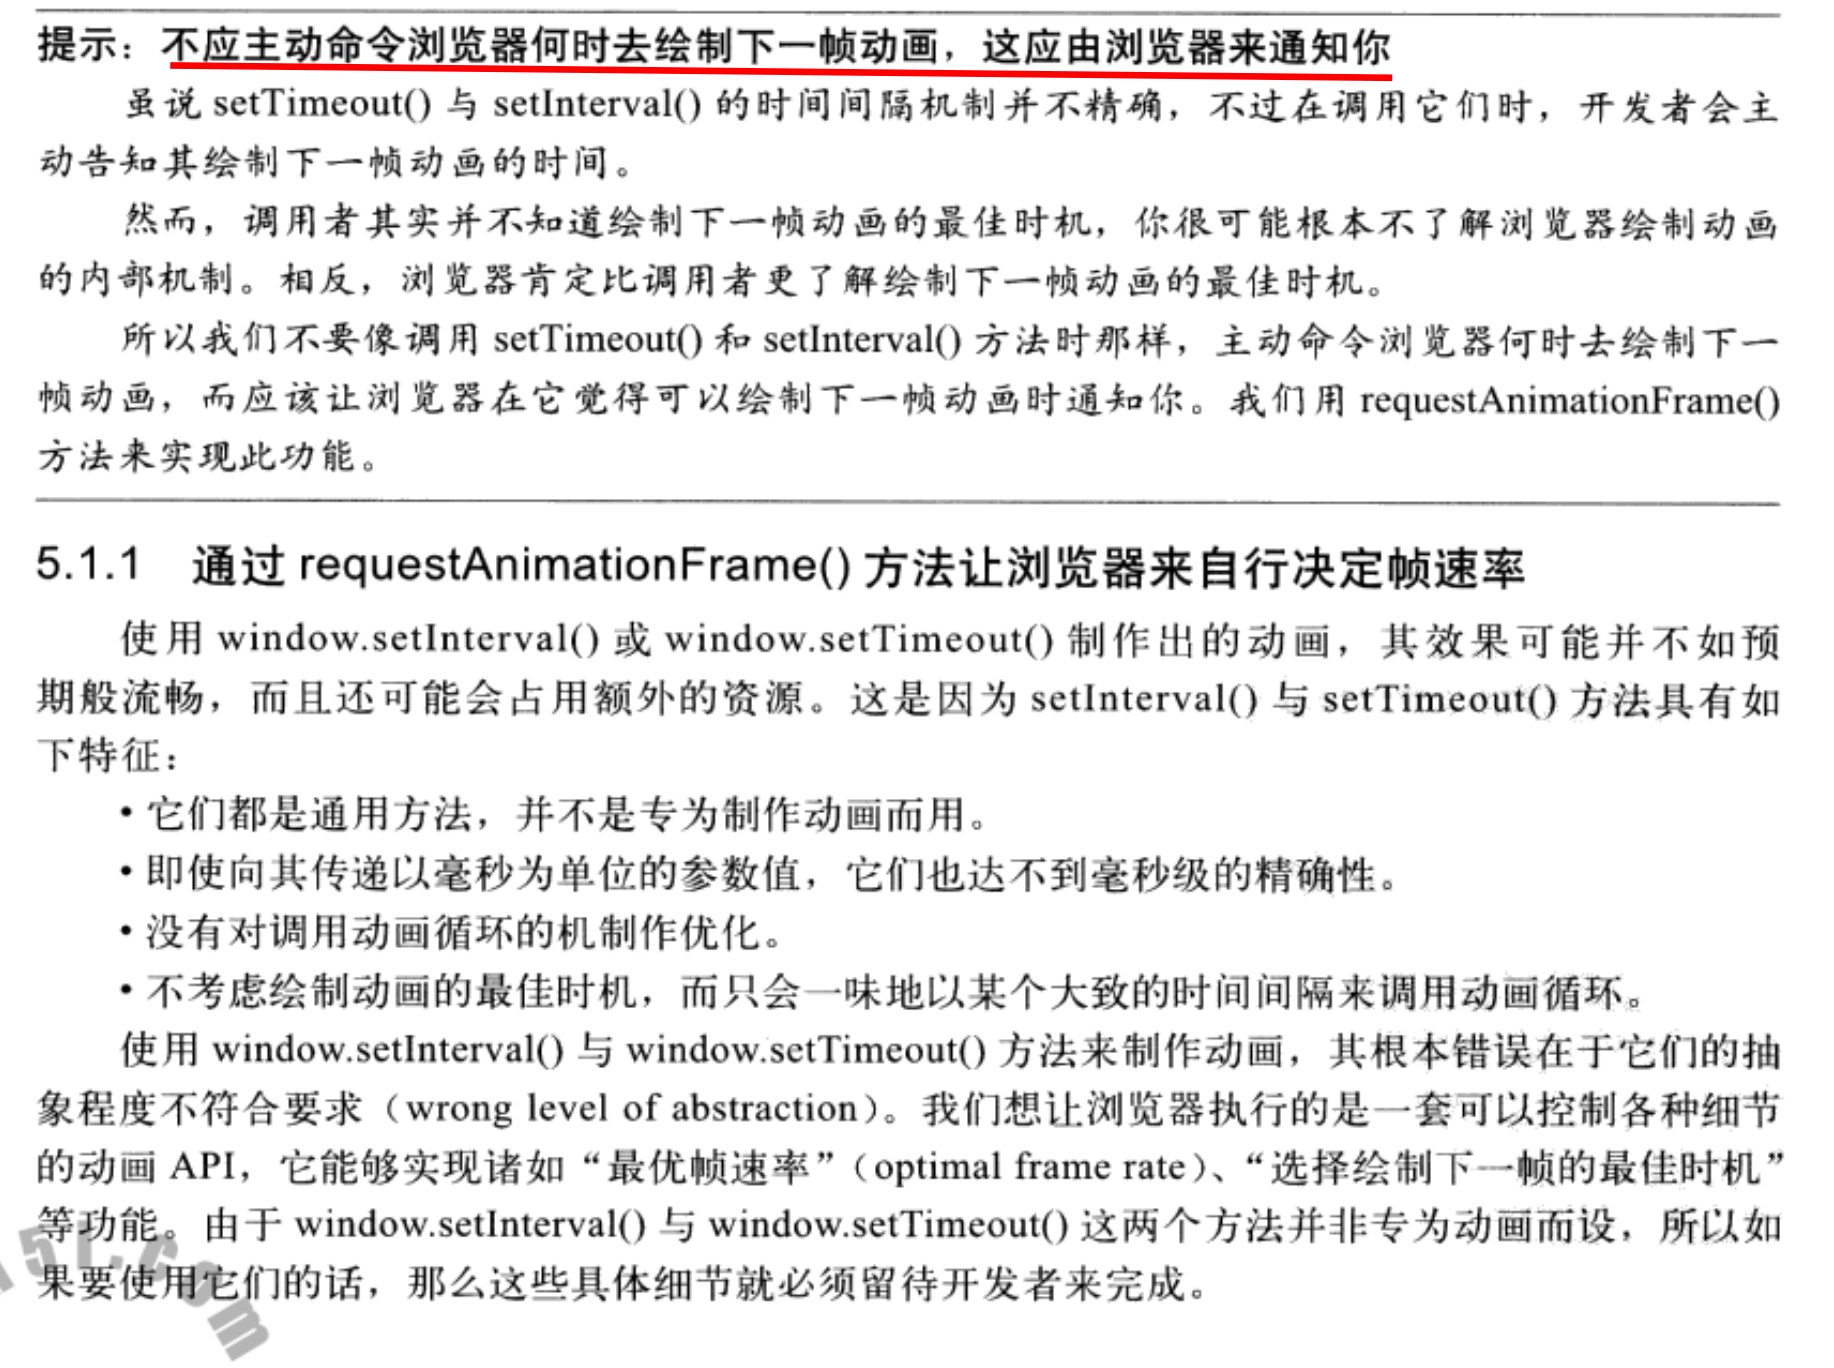 提示：不应主动命令浏览器何时去绘制下一帧动画，这应由浏览器来通知你
虽说 setTimeout() 与 setInterval() 的时间间隔机制并不精确，不过在调用它们时，开发者会主
动告知其绘制下一帧动画的时间。
然而，调用者其实并不知道绘制下一帧动画的最佳时机，你很可能根本不了解浏览器绘制动画
的内部机制。相反，浏览器肯定比调用者更了解绘制下一帧动画的最佳时机。
所以我们不要像调用 setTimeout() 和 setInterval() 方法时那样，主动命令浏览器何时去绘制下一
帧动画，而应该让浏览器在它觉得可以绘制下一帧动画时通知你。我们用 requestAnimationFrame()
方法来实现此功能。
5.1.1 通过 requestAnimationFrame() 方法让浏览器来自行决定帧速率
使用 window.setInterval() 或 window.setTimeout() 制作出的动画，其效果可能并不如预
期般流畅，而且还可能会占用额外的资源。这是因为 setInterval() 与 setTimeout() 方法具有如
下特征：
• 它们都是通用方法，并不是专为制作动画而用。
• 即使向其传递以毫秒为单位的参数值，它们也达不到毫秒级的精确性。
• 没有对调用动画循环的机制作优化。
• 不考虑绘制动画的最佳时机，而只会一味地以某个大致的时间间隔来调用动画循环。
使用 window.setInterval() 与 window.setTimeout() 方法来制作动画，其根本错误在于它们的抽
象程度不符合要求（wrong level of abstraction）。我们想让浏览器执行的是一套可以控制各种细节
的动画 API，它能够实现诸如“最优帧速率”（optimal frame rate）、“选择绘制下一帧的最佳时机”
等功能。由于 window.setInterval() 与 window.setTimeout() 这两个方法并非专为动画而设，所以如
果要使用它们的话，那么这些具体细节就必须留待开发者来完成。